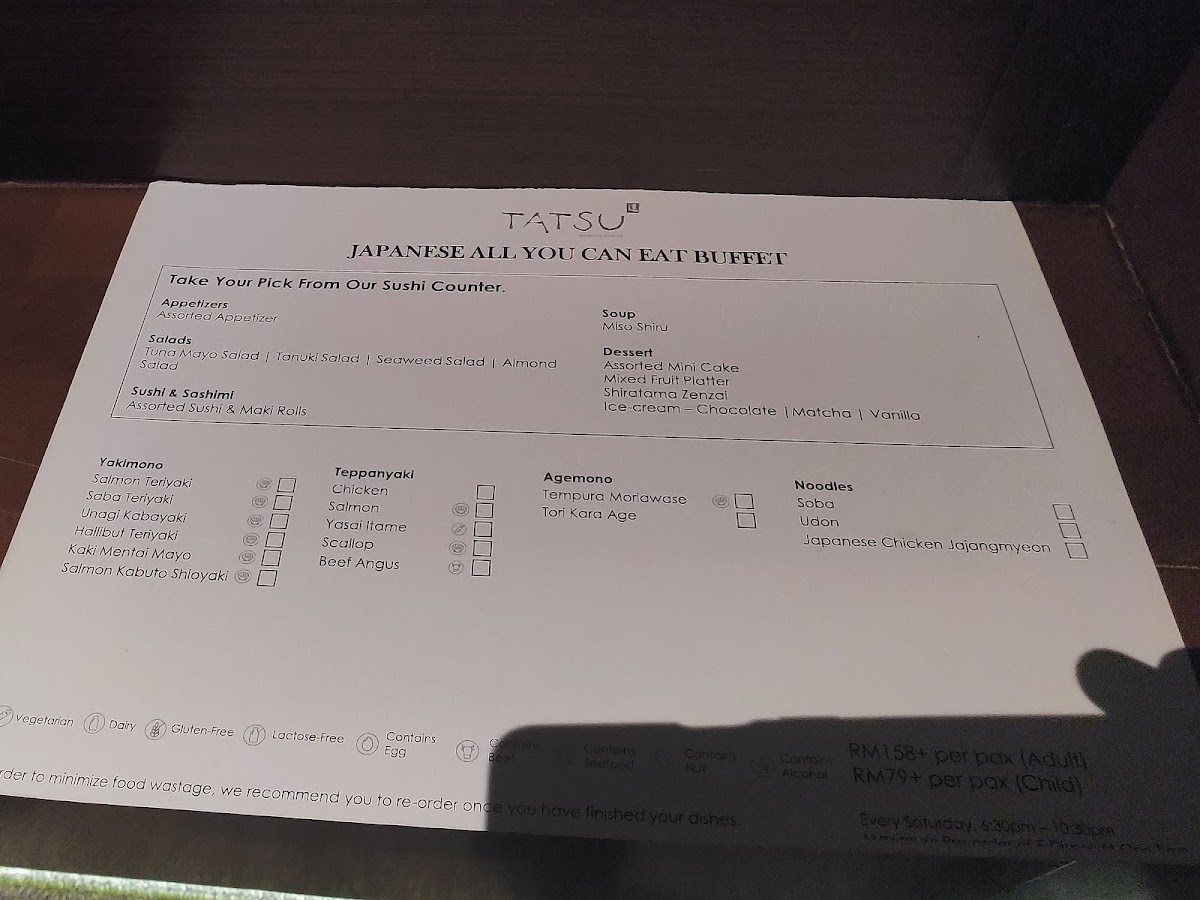 TATSU
JAPANESE ALL YOU CAN EAT BUFFET
Take Your Pick From Our Sushi Counter.
Appetizers
Assorted Appetizer
Salads
Tuna Mayo Salad | Tanuki Salad | Seaweed Salad | Almond
Salad
Sushi & Sashimi
Assorted Sushi & Maki Rolls
Soup
Miso Shiru
Dessert
Assorted Mini Cake
Mixed Fruit Platter
Shiratama Zenzai
Ice-cream – Chocolate | Matcha | Vanilla
Yakimono
Salmon Teriyaki
Saba Teriyaki
Unagi Kabayaki
Hallibut Teriyaki
Kaki Mentai Mayo
Salmon Kabuto Shioyaki
Teppanyaki
Chicken
Salmon
Yasai Itame
Scallop
Beef Angus
Agemono
Tempura Moriawase
Tori Kara Age
Noodles
Soba
Udon
Japanese Chicken Jajangmyeon
Vegetarian
Dairy
Gluten-Free
Lactose-Free
Contains
Egg
Contains
Beef
Contains
Seafood
Contains
Nut
Contains
Alcohol
RM158+ per pax (Adult)
RM79+ per pax (Child)
rder to minimize food wastage, we recommend you to re-order once you have finished your dishes.
Every Saturday, 6:30pm – 10:30pm